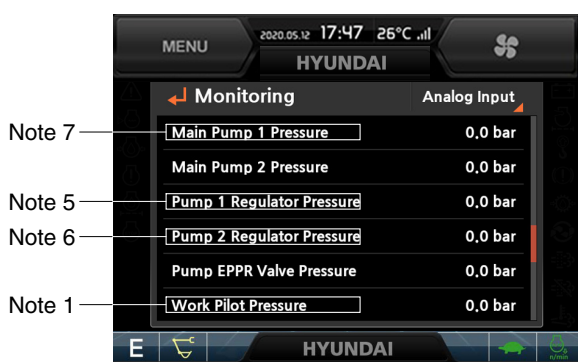 MENU
2020.05.12 17:47 26°C
HYUNDAI
Monitoring Analog Input
Note 7 Main Pump 1 Pressure 0.0 bar
Main Pump 2 Pressure 0.0 bar
Note 5 Pump 1 Regulator Pressure 0.0 bar
Note 6 Pump 2 Regulator Pressure 0.0 bar
Pump EPPR Valve Pressure 0.0 bar
Note 1 Work Pilot Pressure 0.0 bar
E HYUNDAI n/min